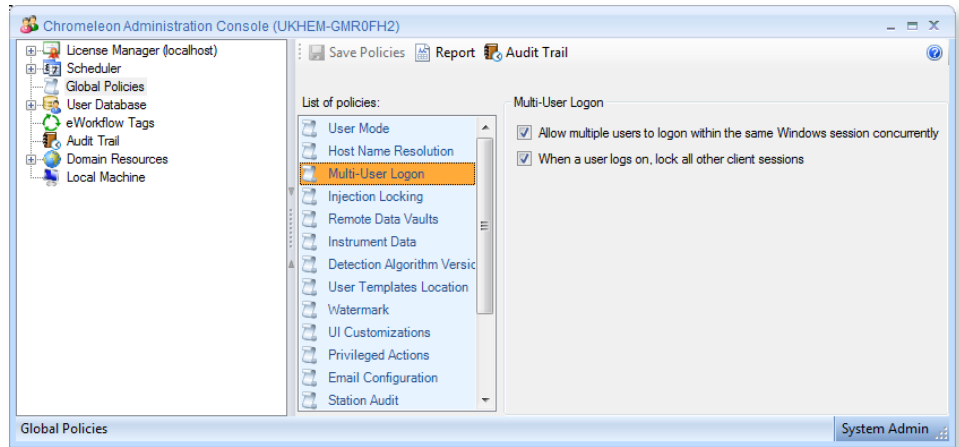 Chromeleon Administration Console (UKHEM-GMR0FH2)
License Manager (localhost)
Scheduler
Global Policies
User Database
eWorkflow Tags
Audit Trail
Domain Resources
Local Machine
Save Policies Report Audit Trail
List of policies:
User Mode
Host Name Resolution
Multi-User Logon
Injection Locking
Remote Data Vaults
Instrument Data
Detection Algorithm Versic
User Templates Location
Watermark
UI Customizations
Privileged Actions
Email Configuration
Station Audit
Multi-User Logon
Allow multiple users to logon within the same Windows session concurrently
When a user logs on, lock all other client sessions
Global Policies
System Admin